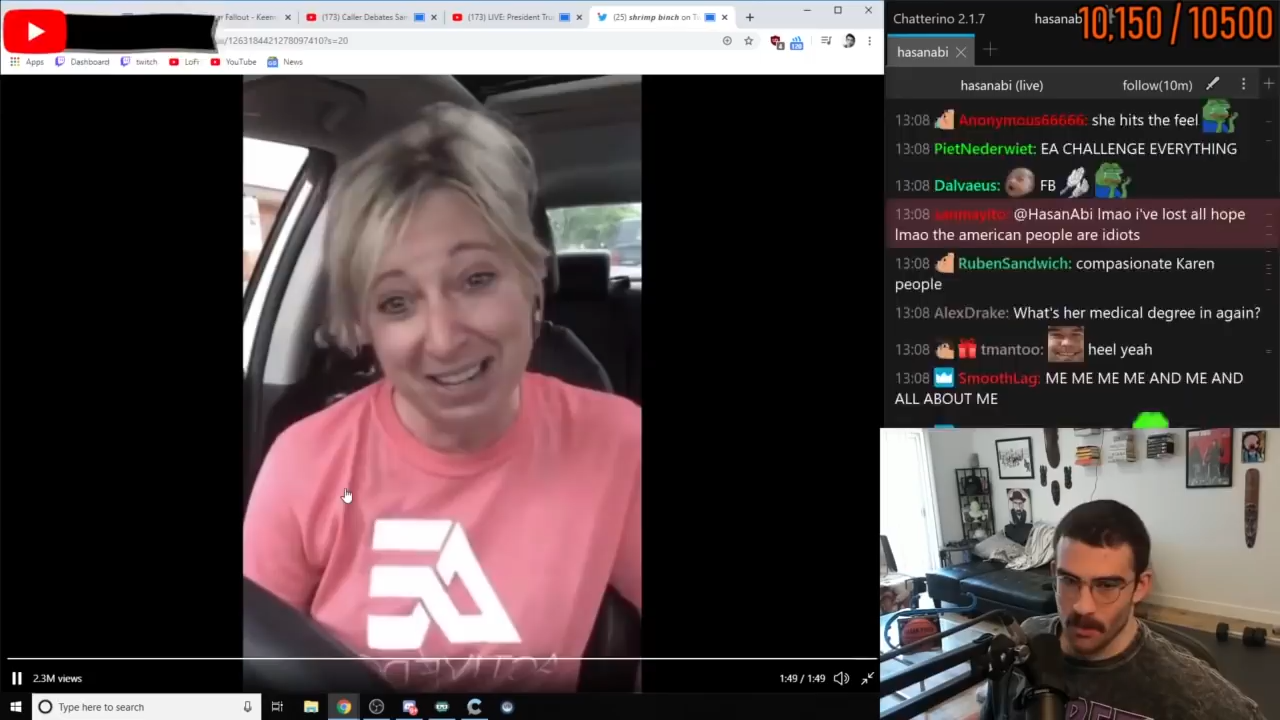 ar Fallout - Keem
(173) Caller Debates Sar
(173) LIVE: President Tru
(25) shrimp binch on T
/1263184421278097410?s=20
Apps
Dashboard
twitch
LoFi
YouTube
News
EA
2.3M views
1:49 / 1:49
Type here to search
Chatterino 2.1.7
hasanabi
10,150 / 10500
hasanabi
hasanabi (live)
follow(10m)
13:08 Anonymous66666: she hits the feel
13:08 PietNederwiet: EA CHALLENGE EVERYTHING
13:08 Dalvaeus: FB
13:08 sanmayito: @HasanAbi lmao i've lost all hope
lmao the american people are idiots
13:08 RubenSandwich: compasionate Karen
people
13:08 AlexDrake: What's her medical degree in again?
13:08 tmantoo: heel yeah
13:08 SmoothLag: ME ME ME ME AND ME AND
ALL ABOUT ME